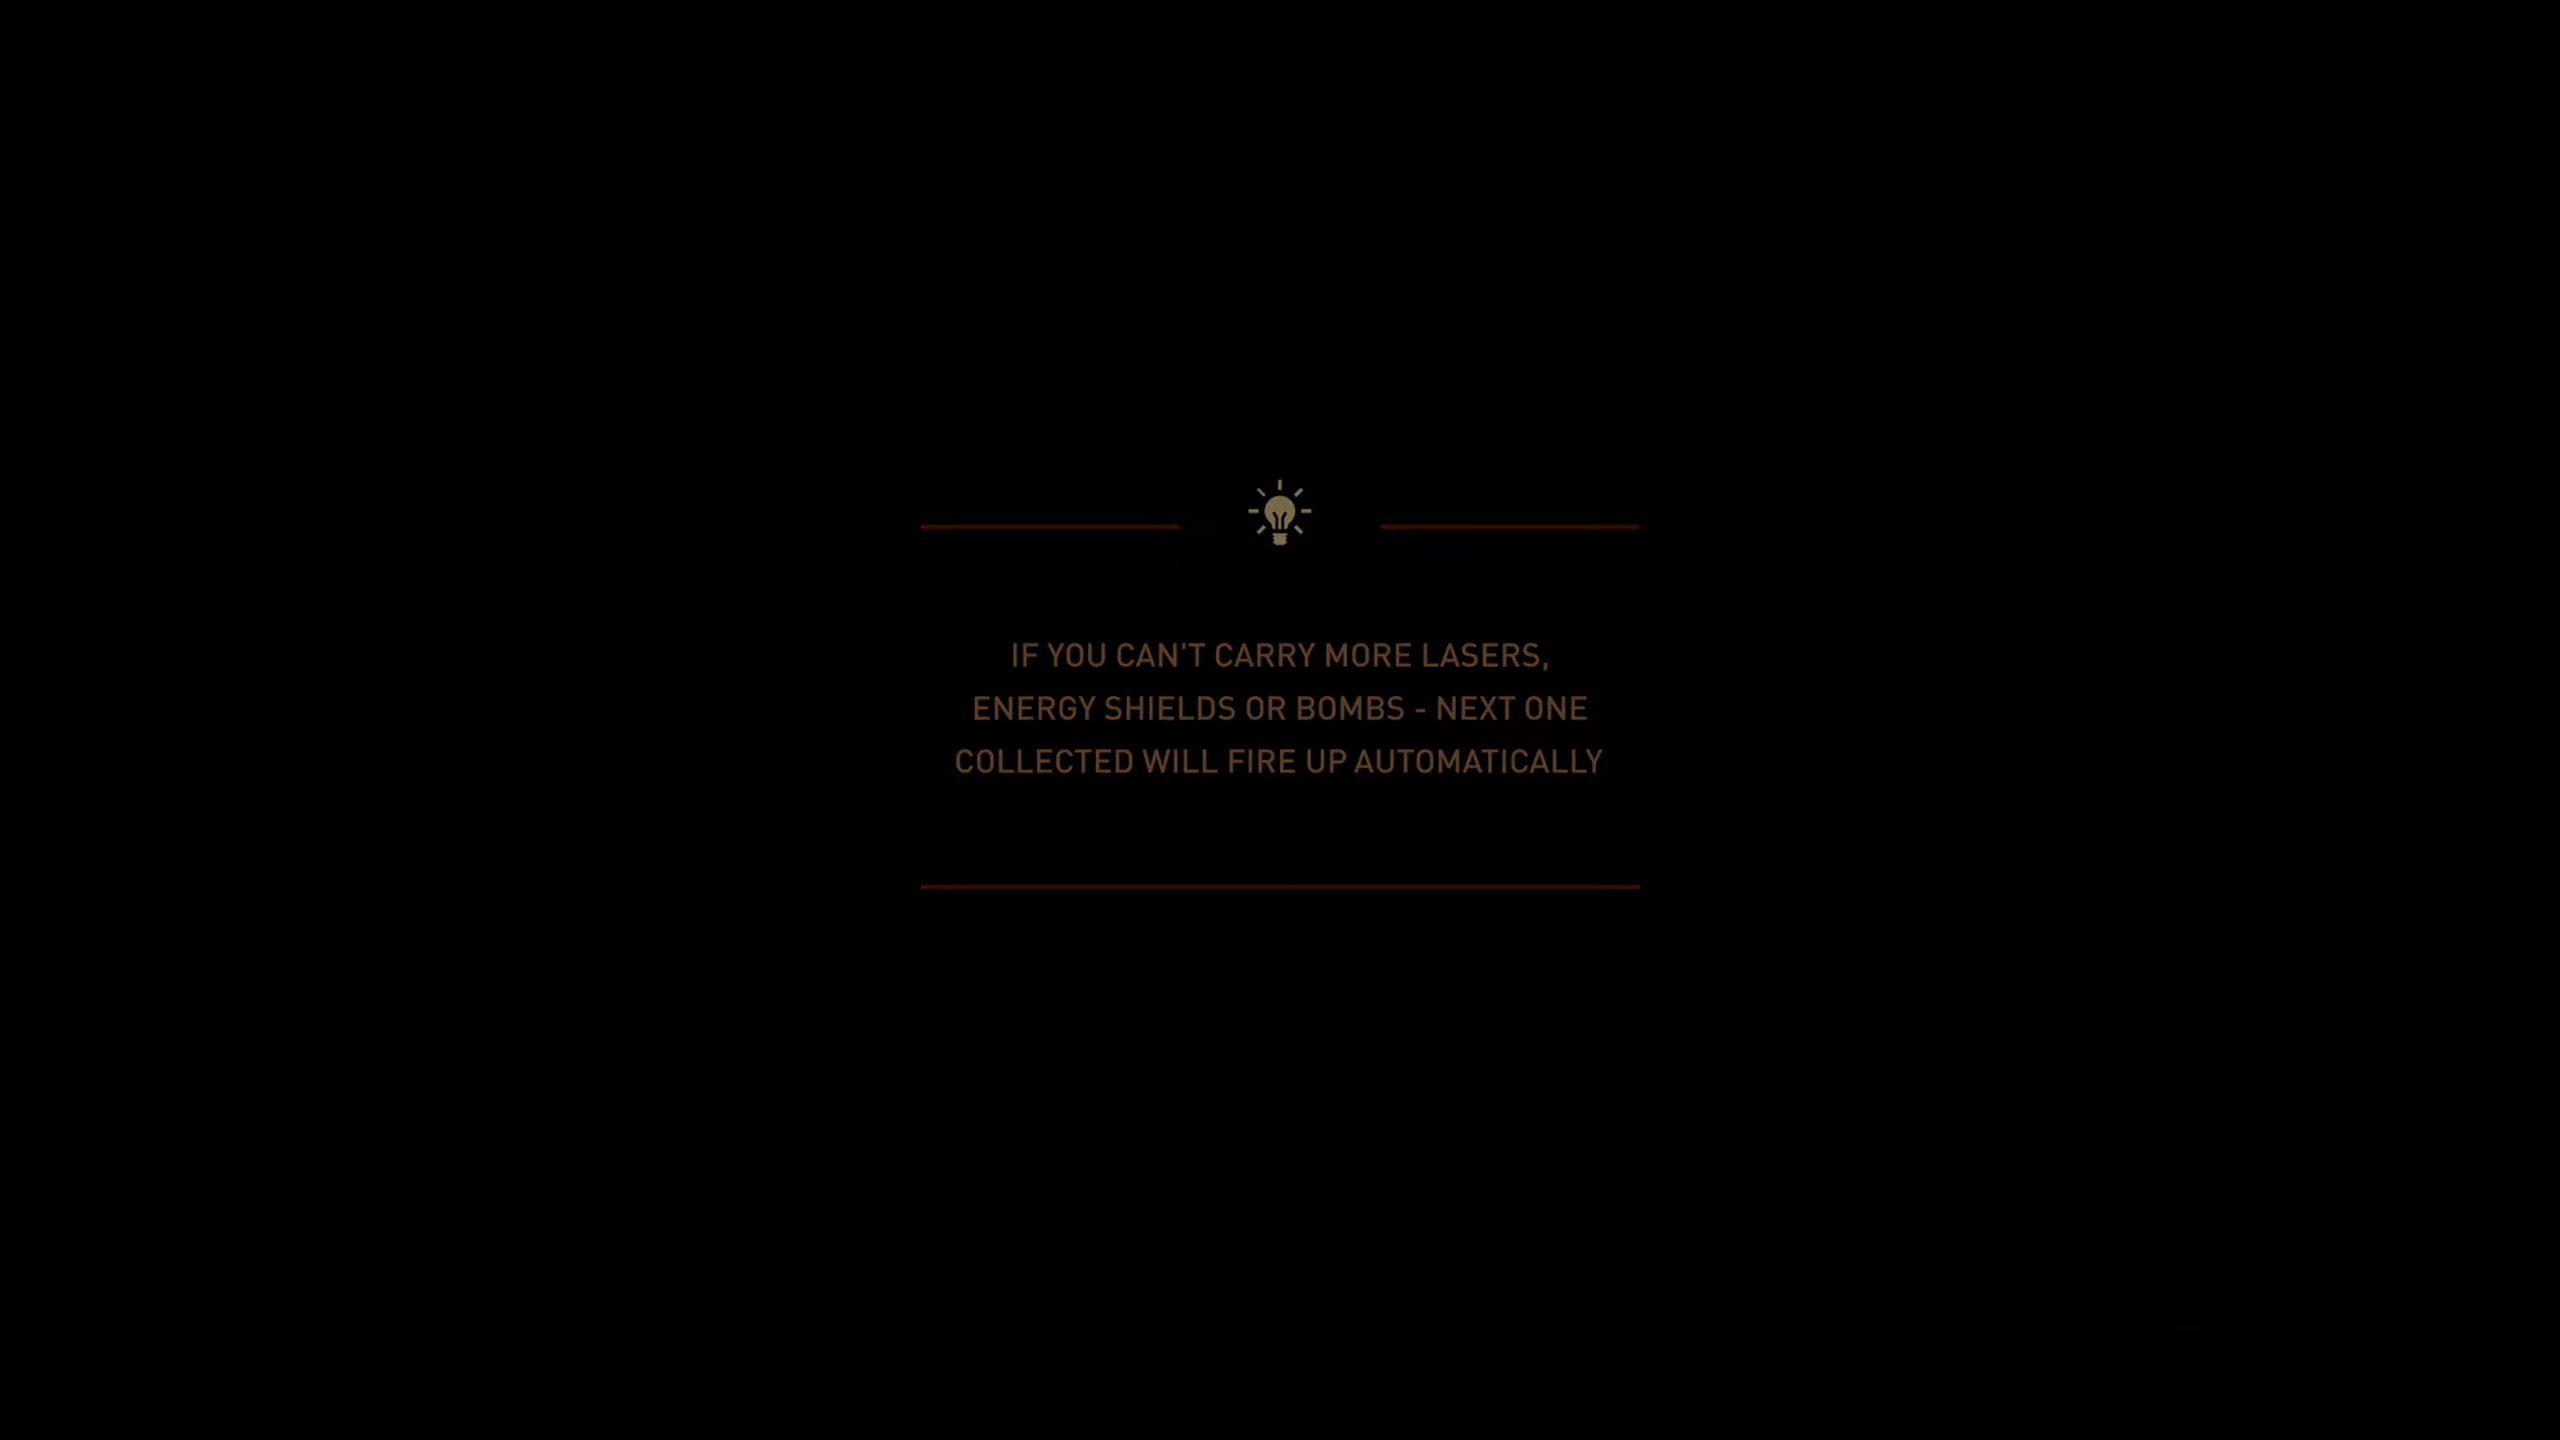 IF YOU CAN'T CARRY MORE LASERS,
ENERGY SHIELDS OR BOMBS - NEXT ONE
COLLECTED WILL FIRE UP AUTOMATICALLY